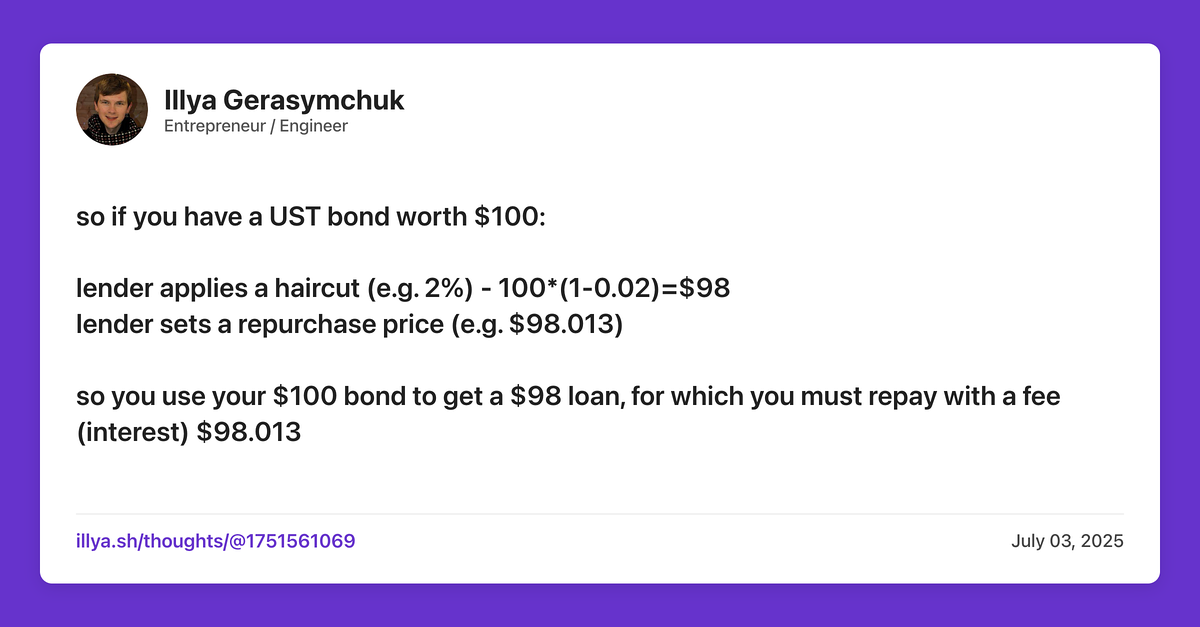 Illya Gerasymchuk
Entrepreneur / Engineer
so if you have a UST bond worth $100:
lender applies a haircut (e.g. 2%) - 100*(1-0.02)=$98
lender sets a repurchase price (e.g. $98.013)
so you use your $100 bond to get a $98 loan, for which you must repay with a fee
(interest) $98.013
illya.sh/thoughts/@1751561069
July 03, 2025